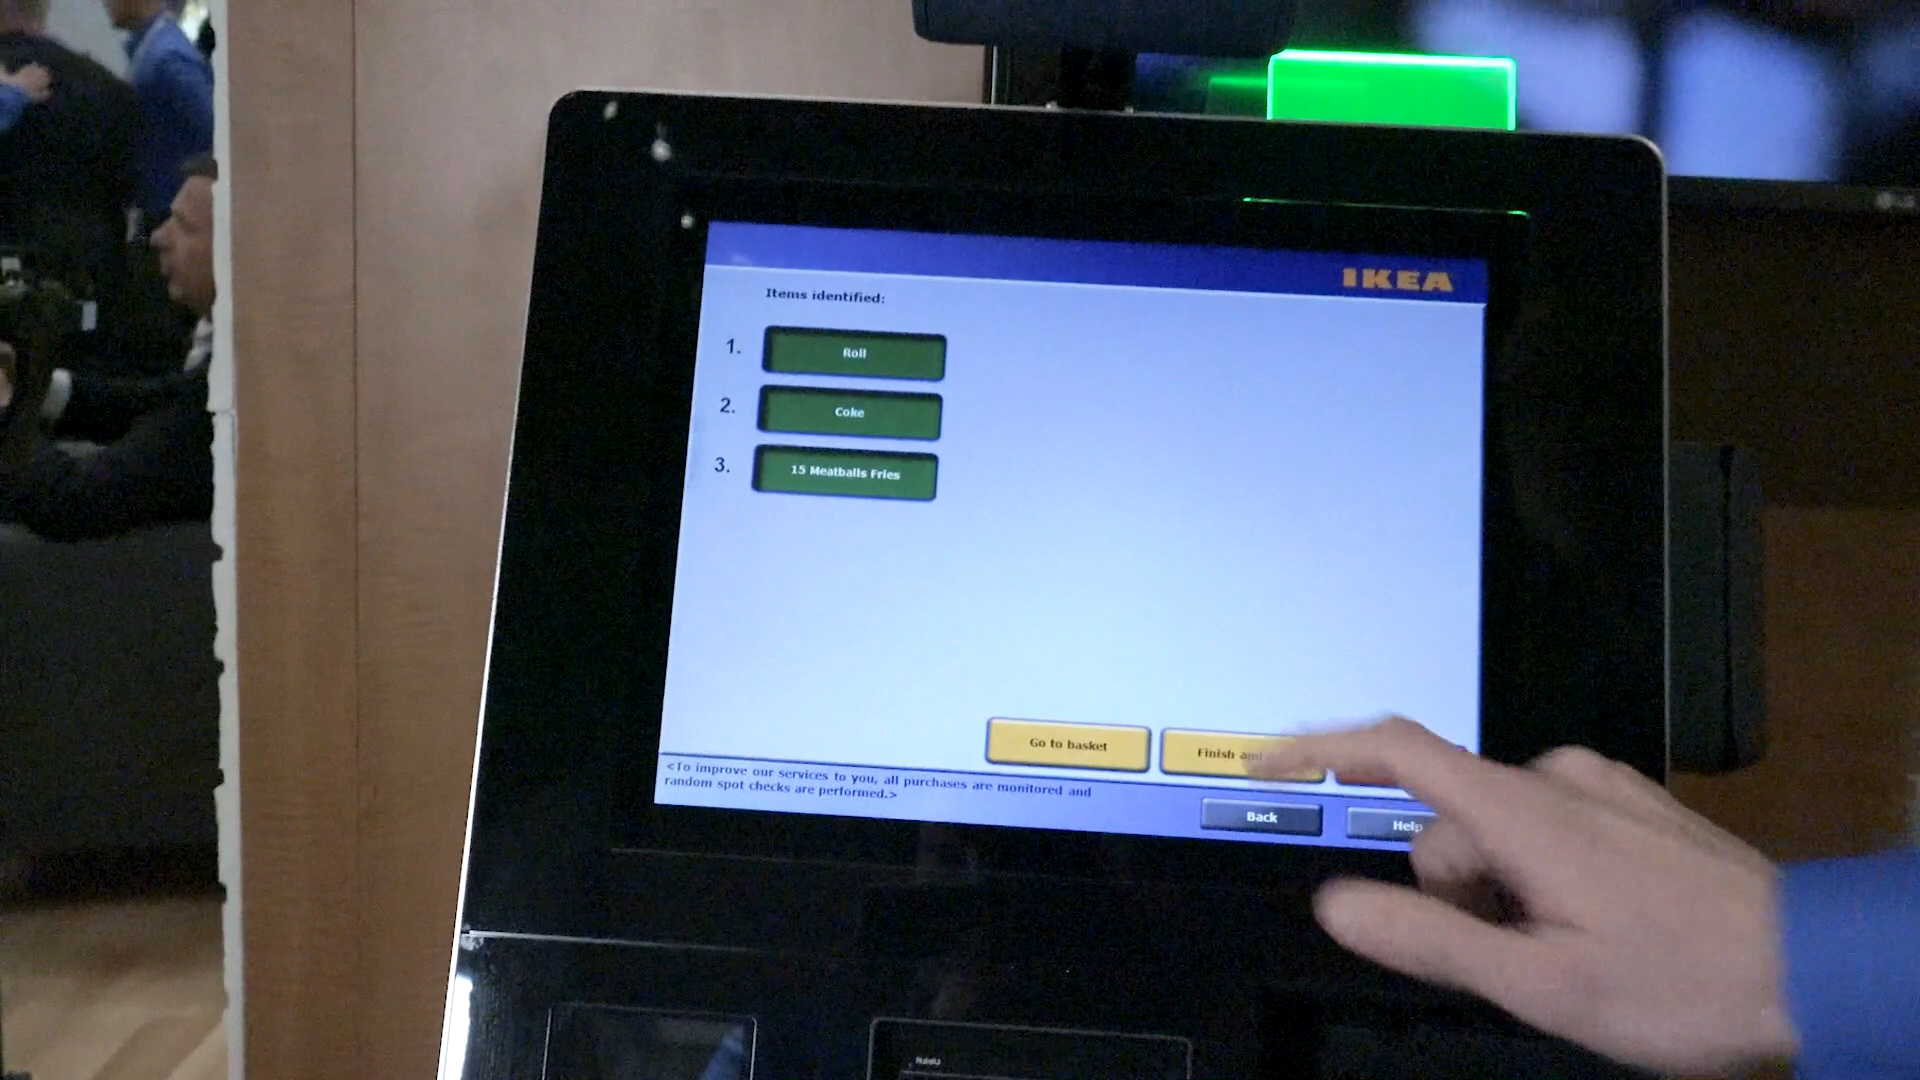 IKEA
Items identified:
1. Roll
2. Coke
3. 15 Meatballs Fries
Go to basket
Finish and
<To improve our services to you, all purchases are monitored and
random spot checks are performed.>
Back
Help